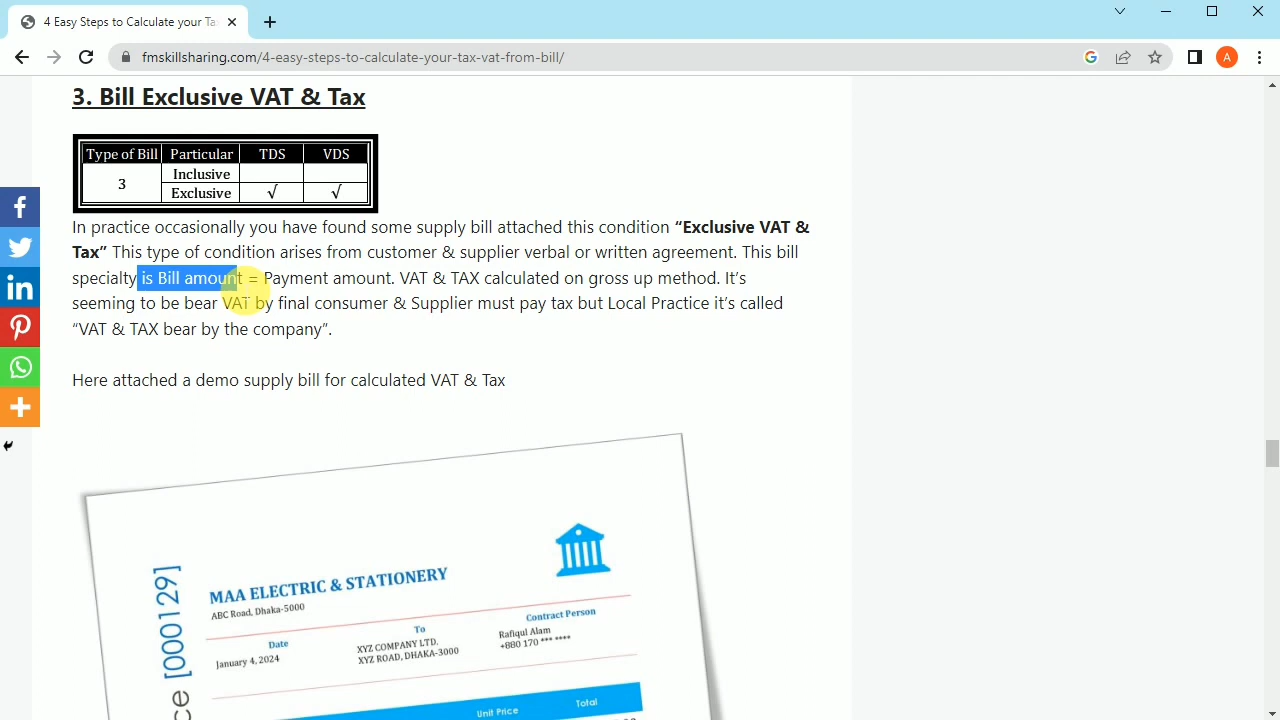 4 Easy Steps to Calculate your Ta
fmskillsharing.com/4-easy-steps-to-calculate-your-tax-vat-from-bill/
A
3. Bill Exclusive VAT & Tax
Type of Bill Particular TDS VDS
3 Inclusive
Exclusive √ √
In practice occasionally you have found some supply bill attached this condition “Exclusive VAT &
Tax” This type of condition arises from customer & supplier verbal or written agreement. This bill
specialty is Bill amount = Payment amount. VAT & TAX calculated on gross up method. It’s
seeming to be bear VAT by final consumer & Supplier must pay tax but Local Practice it’s called
“VAT & TAX bear by the company”.
Here attached a demo supply bill for calculated VAT & Tax
MAA ELECTRIC & STATIONERY
ABC Road, Dhaka-5000
Date
January 4, 2024
To
XYZ COMPANY LTD.
XYZ ROAD, DHAKA-3000
Contract Person
Rafiqul Alam
+880 170 *** ****
[000129]
Unit Price Total